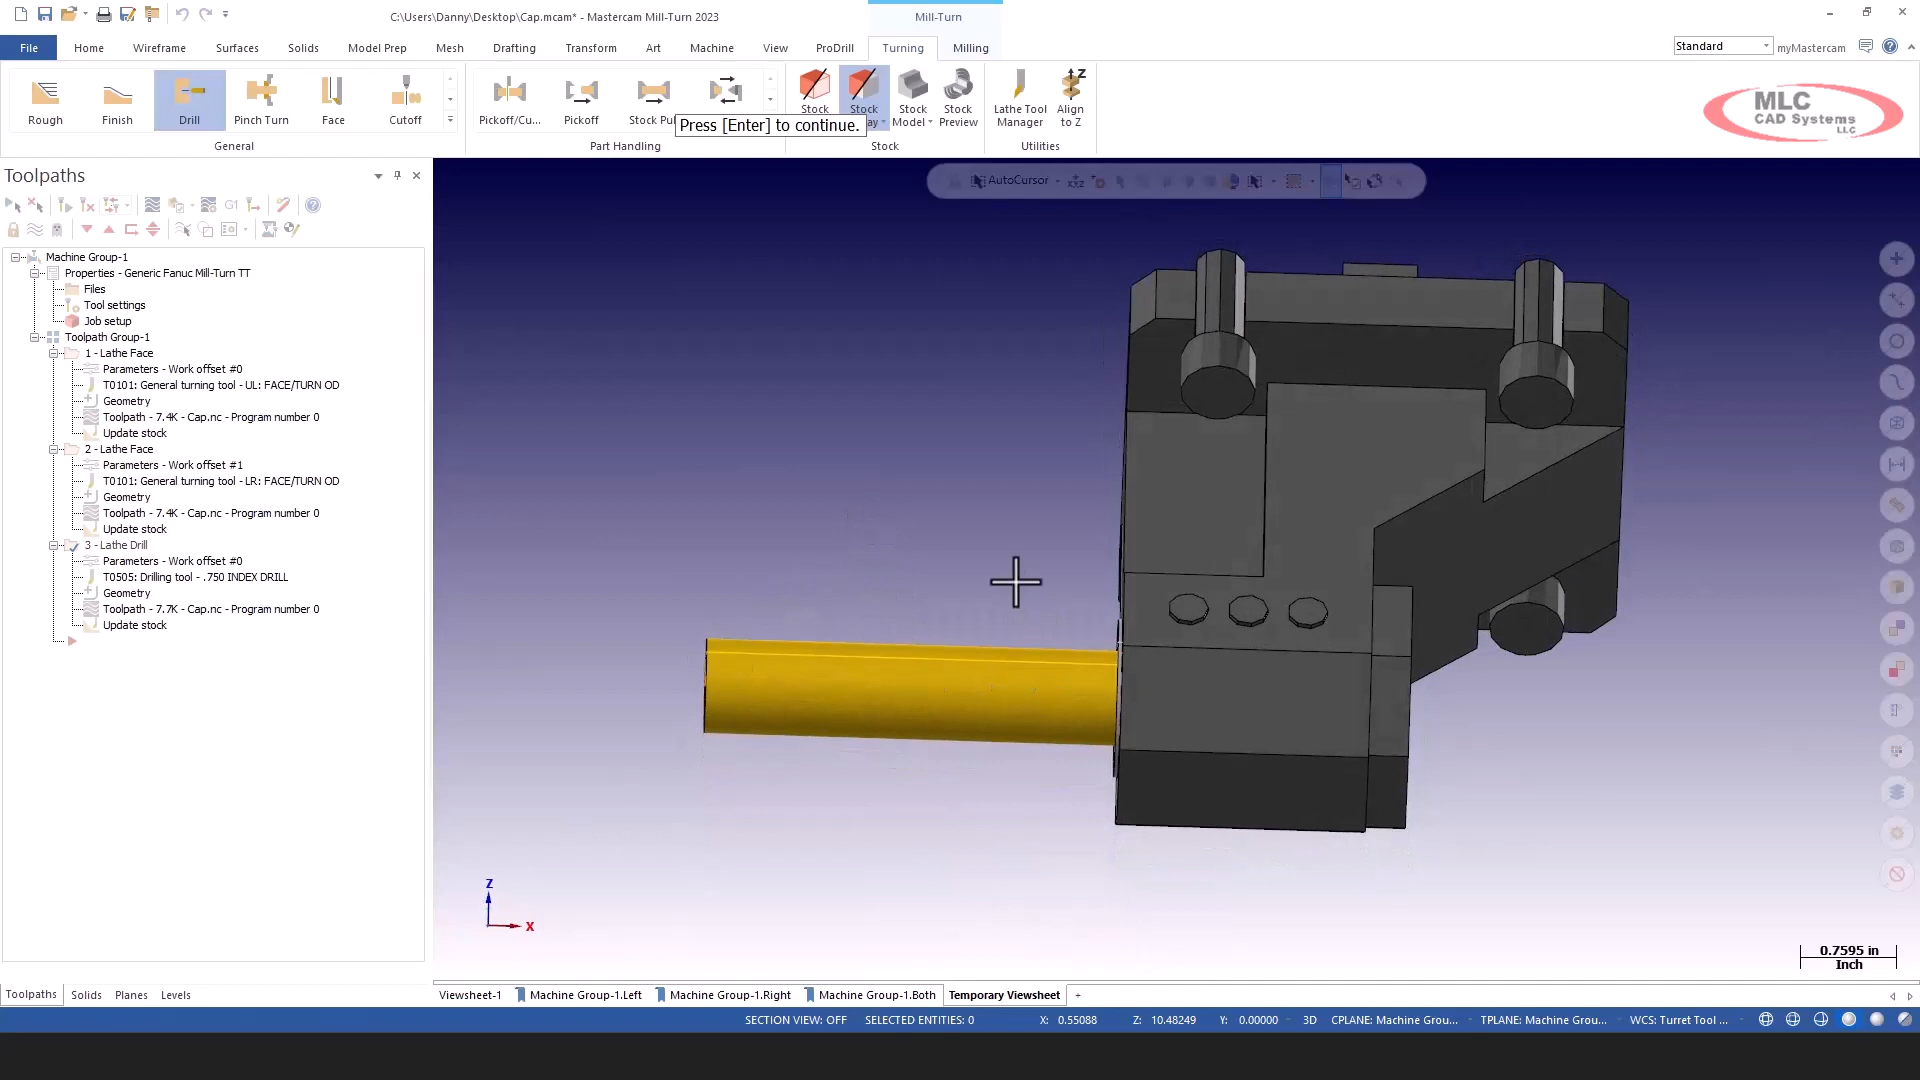 C:\Users\Danny\Desktop\Cap.mcam* - Mastercam Mill-Turn 2023
Mill-Turn
File Home Wireframe Surfaces Solids Model Prep Mesh Drafting Transform Art Machine View ProDrill Turning Milling
Standard myMastercam
Rough Finish Drill Pinch Turn Face Cutoff
General
Pickoff/Cu... Pickoff Stock Pu
Part Handling
Stock
Stock
ay
Stock
Model
Stock
Preview
Stock
Lathe Tool
Manager
Align
to Z
Utilities
Press [Enter] to continue.
MLC
CAD Systems
LLC
Toolpaths
G1
AutoCursor
XYZ
Machine Group-1
Properties - Generic Fanuc Mill-Turn TT
Files
Tool settings
Job setup
Toolpath Group-1
1 - Lathe Face
Parameters - Work offset #0
T0101: General turning tool - UL: FACE/TURN OD
Geometry
Toolpath - 7.4K - Cap.nc - Program number 0
Update stock
2 - Lathe Face
Parameters - Work offset #1
T0101: General turning tool - LR: FACE/TURN OD
Geometry
Toolpath - 7.4K - Cap.nc - Program number 0
Update stock
3 - Lathe Drill
Parameters - Work offset #0
T0505: Drilling tool - .750 INDEX DRILL
Geometry
Toolpath - 7.7K - Cap.nc - Program number 0
Update stock
Z
X
0.7595 in
Inch
Toolpaths Solids Planes Levels
Viewsheet-1 Machine Group-1.Left Machine Group-1.Right Machine Group-1.Both Temporary Viewsheet +
SECTION VIEW: OFF SELECTED ENTITIES: 0 X: 0.55088 Z: 10.48249 Y: 0.00000 3D CPLANE: Machine Grou... TPLANE: Machine Grou... WCS: Turret Tool ...